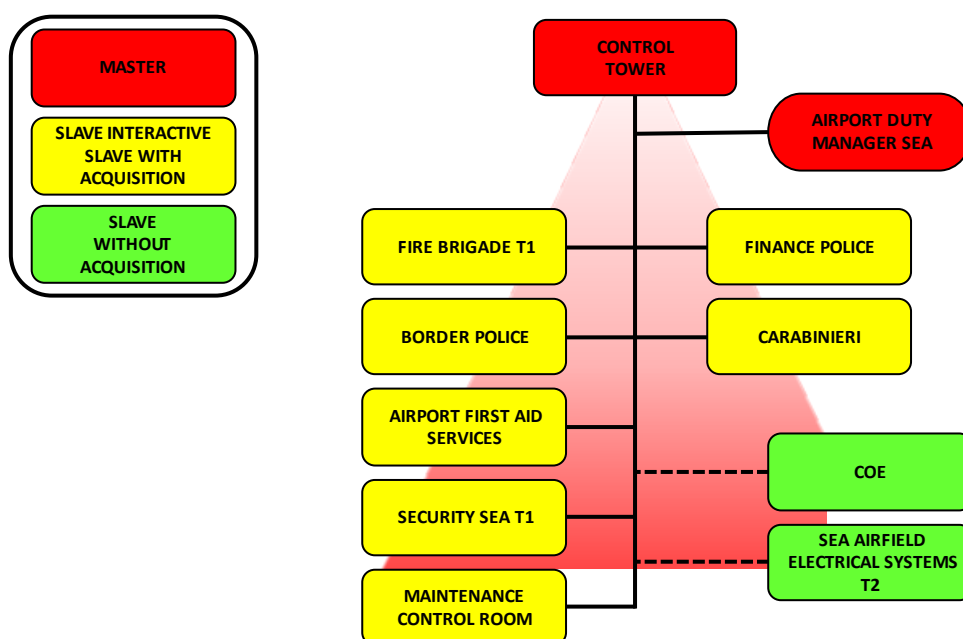 MASTER
SLAVE INTERACTIVE
SLAVE WITH
ACQUISITION
SLAVE
WITHOUT
ACQUISITION
CONTROL
TOWER
AIRPORT DUTY
MANAGER SEA
FIRE BRIGADE T1
FINANCE POLICE
BORDER POLICE
CARABINIERI
AIRPORT FIRST AID
SERVICES
COE
SECURITY SEA T1
SEA AIRFIELD
ELECTRICAL SYSTEMS
T2
MAINTENANCE
CONTROL ROOM